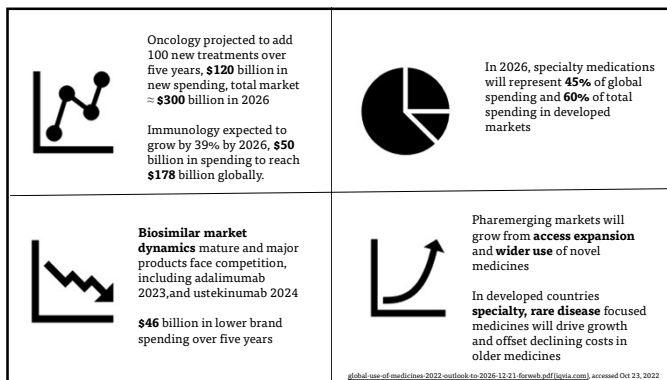 Oncology projected to add
100 new treatments over
five years, $120 billion in
new spending, total market
≈ $300 billion in 2026
Immunology expected to
grow by 39% by 2026, $50
billion in spending to reach
$178 billion globally.
In 2026, specialty medications
will represent 45% of global
spending and 60% of total
spending in developed
markets
Biosimilar market
dynamics mature and major
products face competition,
including adalimumab
2023,and ustekinumab 2024
$46 billion in lower brand
spending over five years
Pharemerging markets will
grow from access expansion
and wider use of novel
medicines
In developed countries
specialty, rare disease focused
medicines will drive growth
and offset declining costs in
older medicines
global-use-of-medicines-2022-outlook-to-2026-12-21-forweb.pdf (iqvia.com), accessed Oct 23, 2022